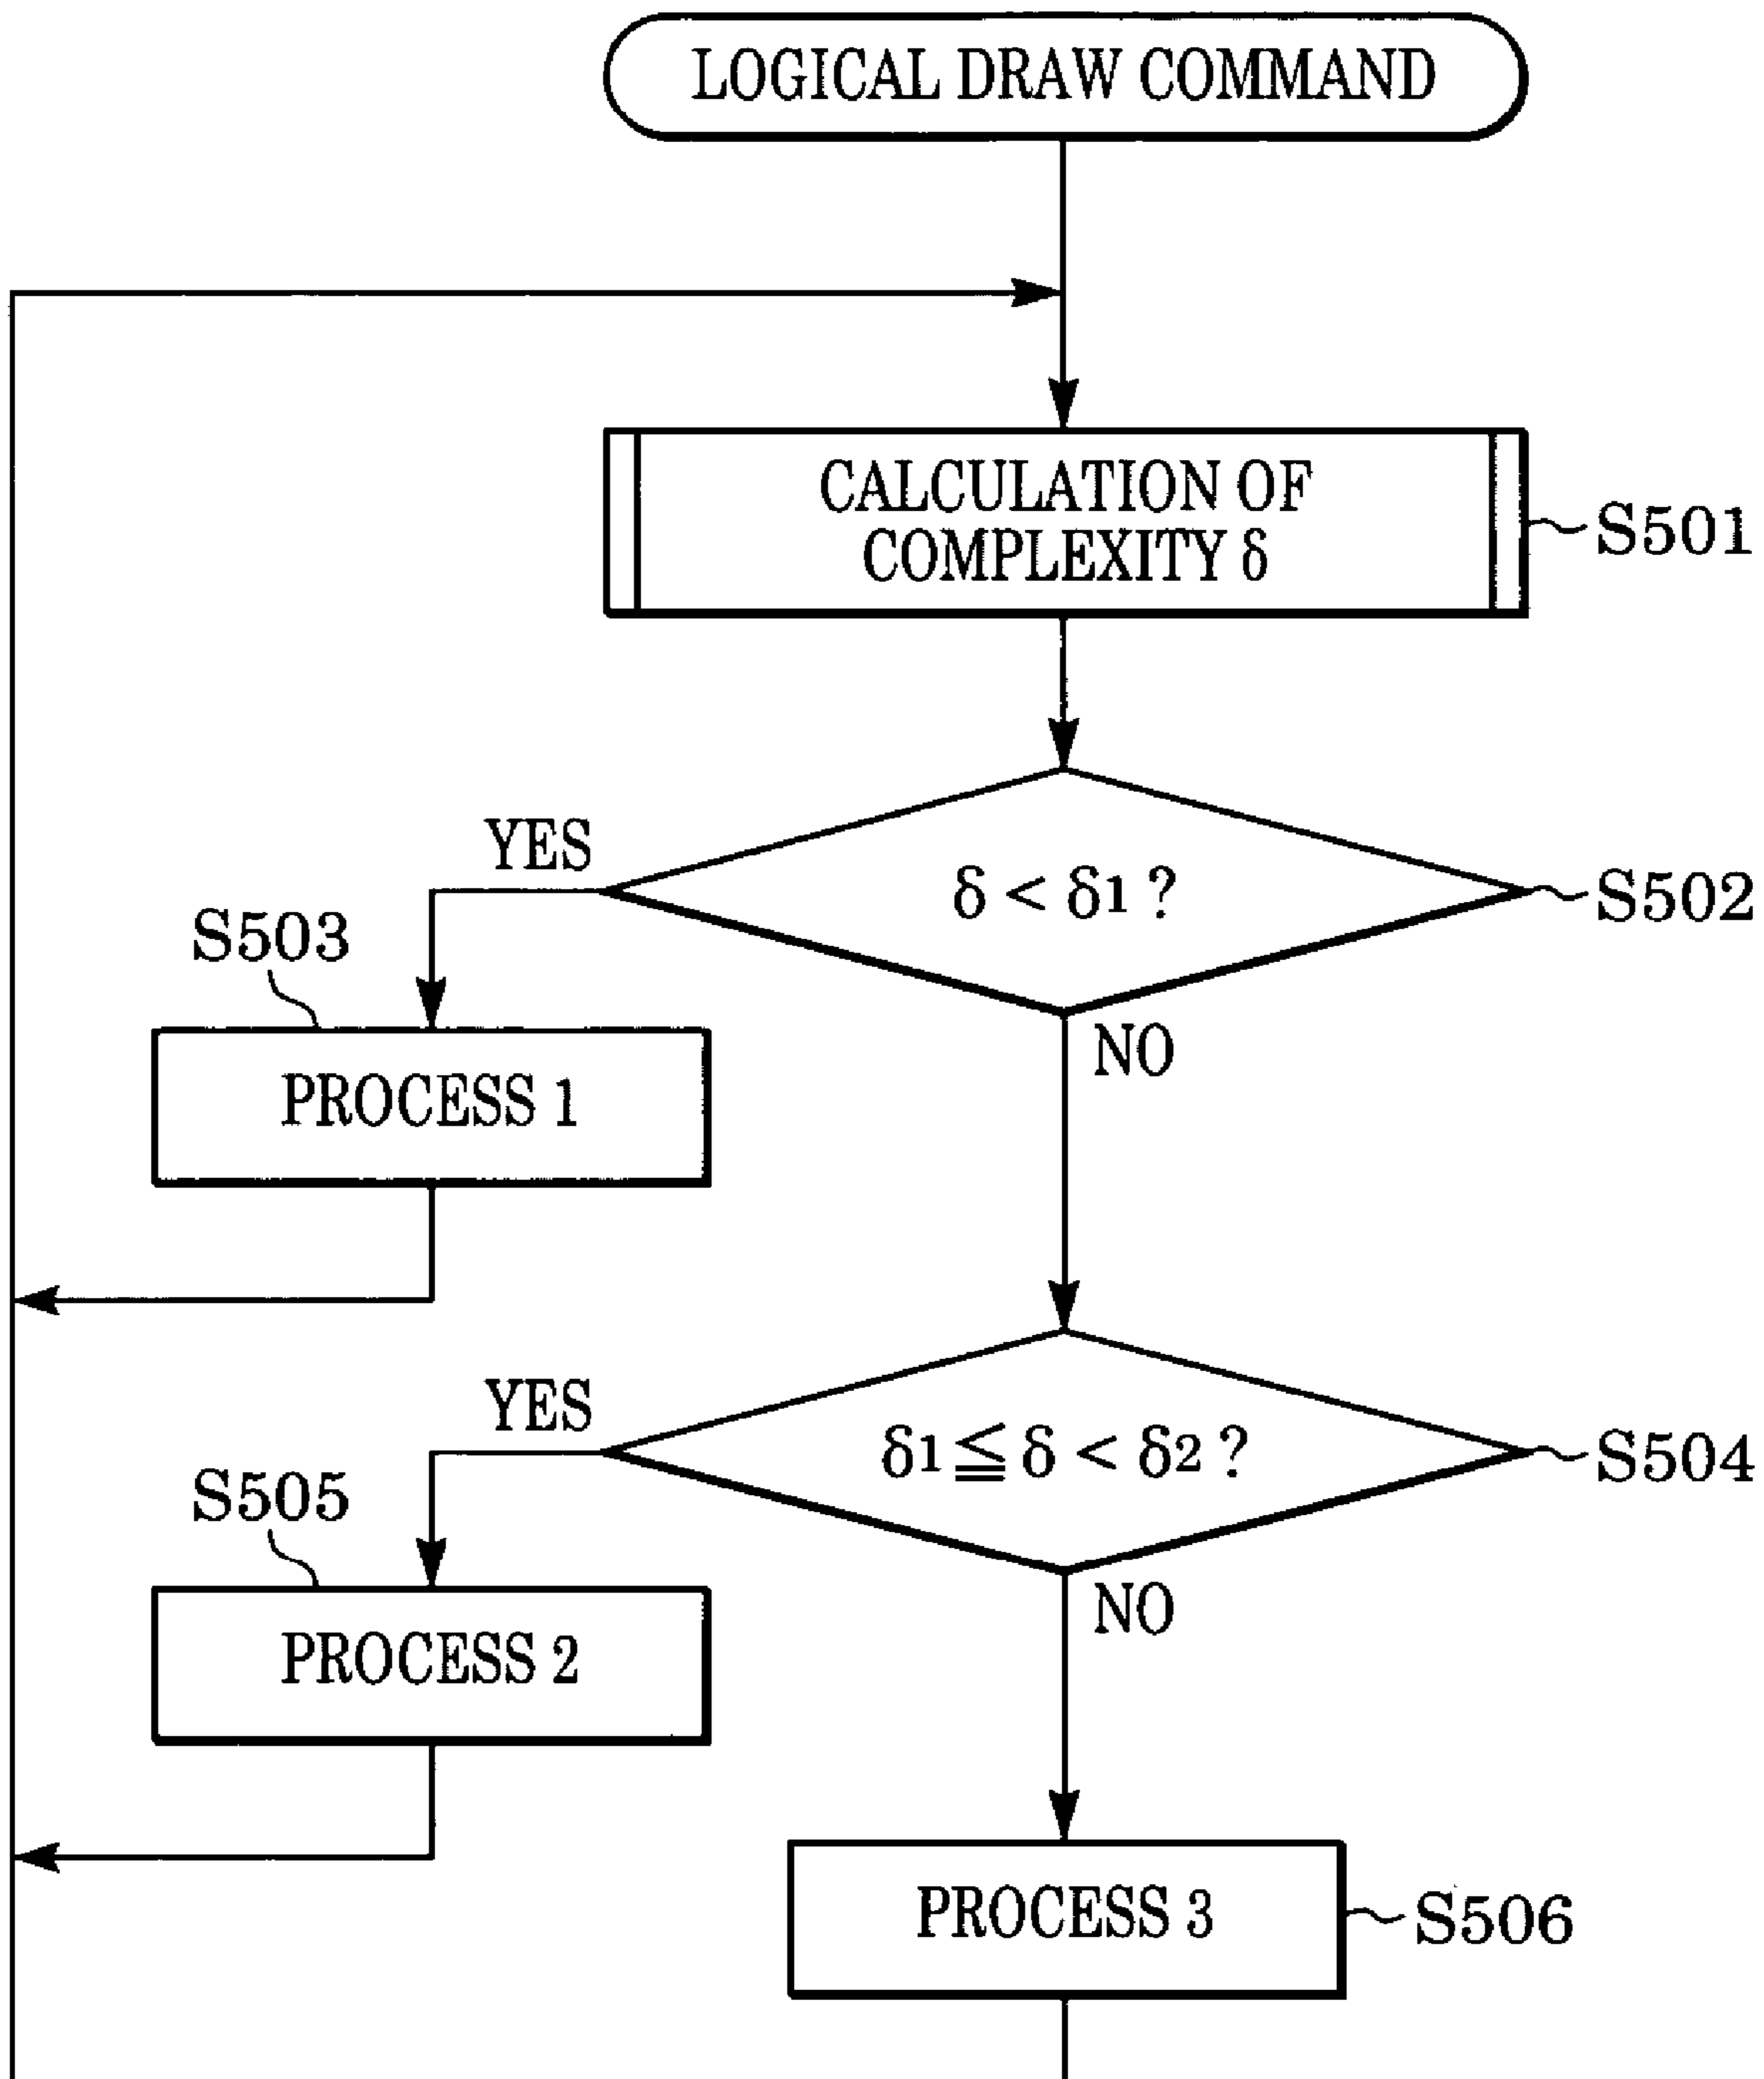 LOGICAL DRAW COMMAND
CALCULATION OF
COMPLEXITY δ
S501
YES
δ < δ1 ?
S502
S503
NO
PROCESS 1
YES
δ1 ≦ δ < δ2 ?
S504
S505
NO
PROCESS 2
PROCESS 3
S506